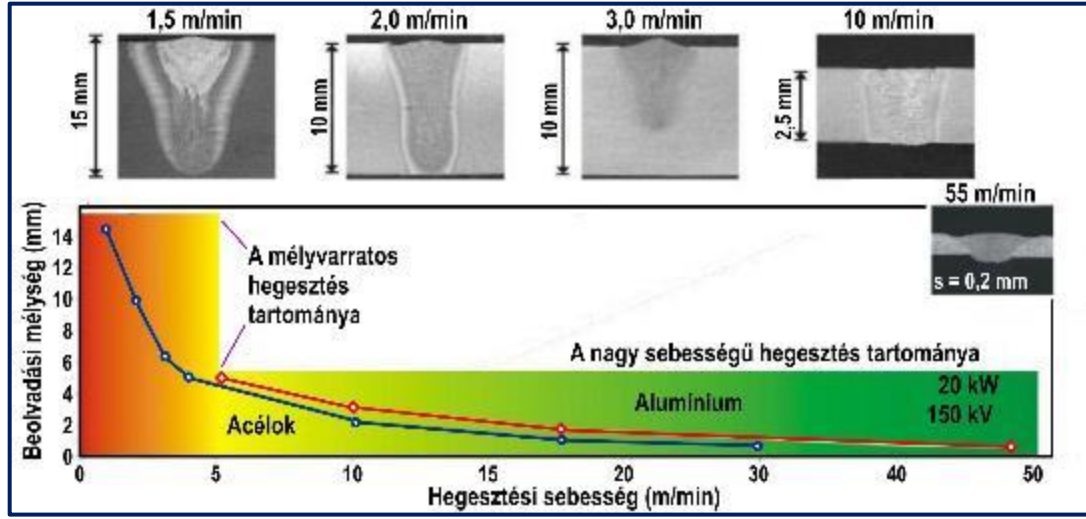 1,5 m/min
2,0 m/min
3,0 m/min
10 m/min
15 mm
10 mm
10 mm
2,5 mm
55 m/min
s = 0,2 mm
Beolvadási mélység (mm)
14
12
10
8
6
4
2
0
A mélyvarratos
hegesztés
tartománya
A nagy sebességű hegesztés tartománya
20 kW
150 kV
Acélok
Alumínium
0
5
10
15
20
30
40
50
Hegesztési sebesség (m/min)